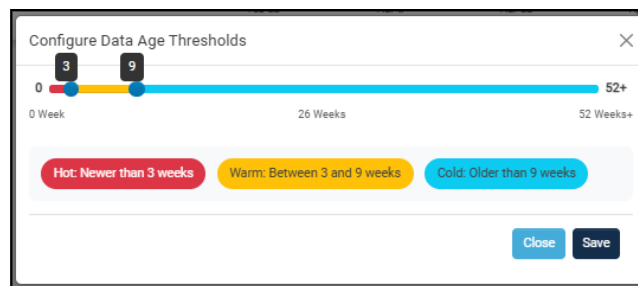 Configure Data Age Thresholds
3 9
0 52+
0 Week 26 Weeks 52 Weeks+
Hot: Newer than 3 weeks Warm: Between 3 and 9 weeks Cold: Older than 9 weeks
Close Save